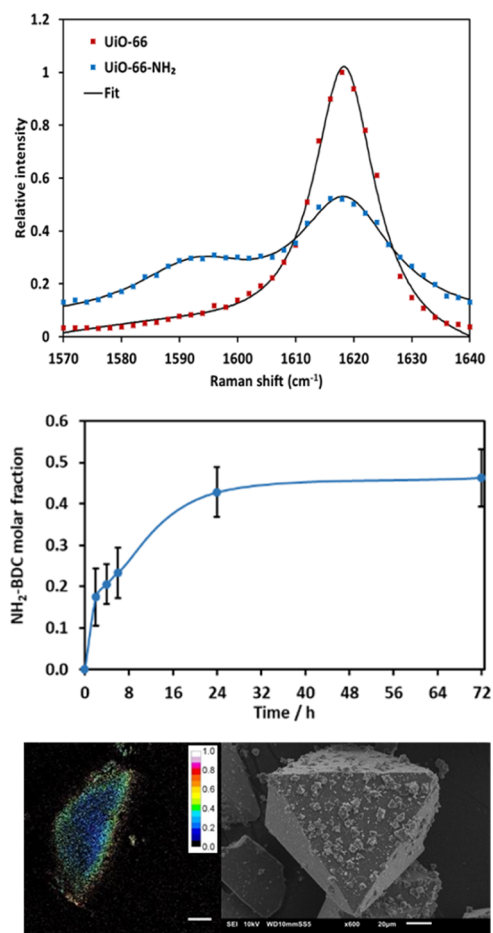 UiO-66
UiO-66-NH₂
Fit
Relative intensity
1.2
1
0.8
0.6
0.4
0.2
0
1570 1580 1590 1600 1610 1620 1630 1640
Raman shift (cm⁻¹)
NH₂-BDC molar fraction
0.6
0.5
0.4
0.3
0.2
0.1
0.0
0 8 16 24 32 40 48 56 64 72
Time / h
1.0
0.8
0.6
0.4
0.2
0.0
SEI 10kV WD10mmSS5 x600 20µm